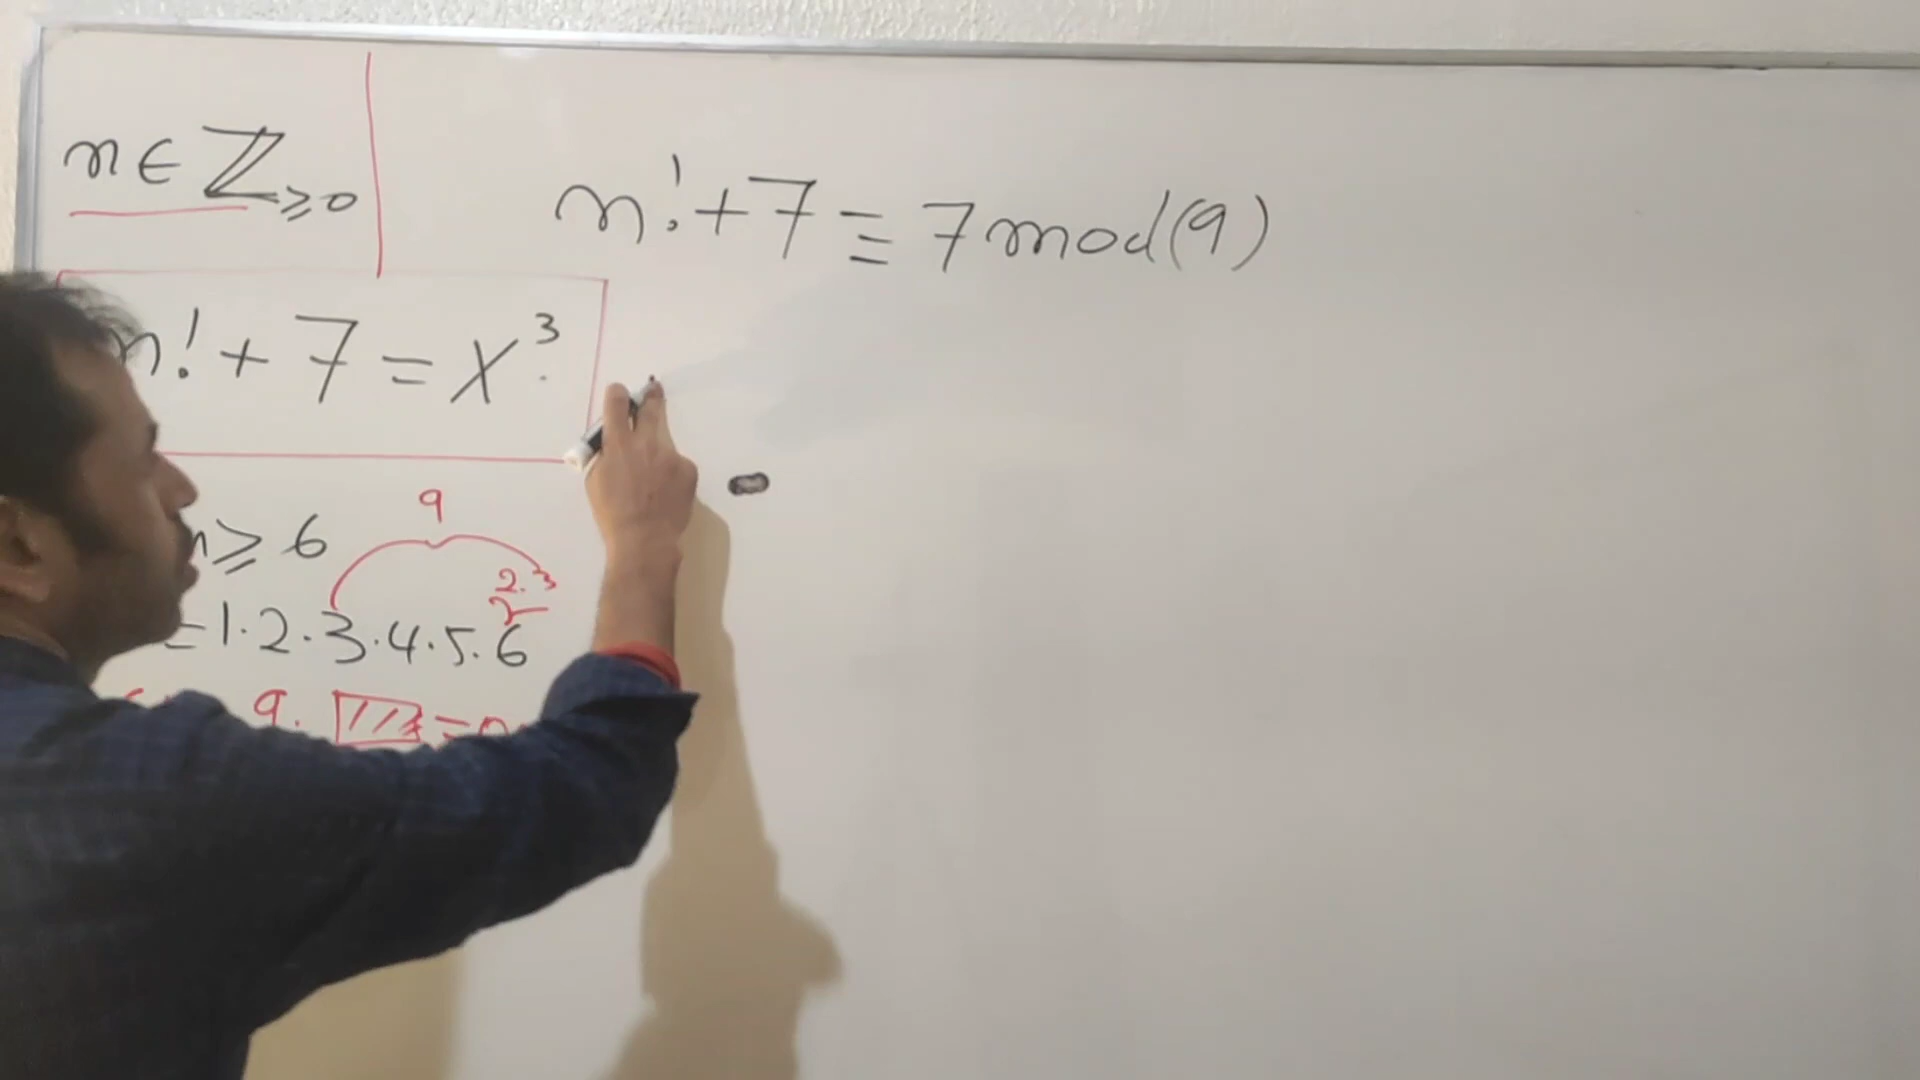 n ∈ ℤ≥0
n! + 7 ≡ 7 mod(9)
n! + 7 = x³
n ≥ 6
9
2.3
= 1.2.3.4.5.6
9. =